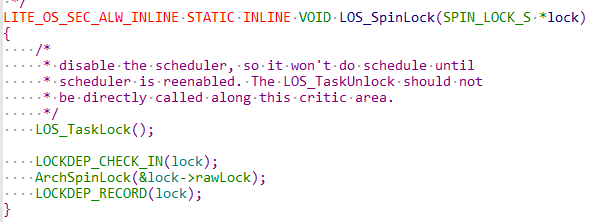 */
LITE_OS_SEC_ALW_INLINE STATIC INLINE VOID LOS_SpinLock(SPIN_LOCK_S *lock)
{
    /*
     * disable the scheduler, so it won't do schedule until
     * scheduler is reenabled. The LOS_TaskUnlock should not
     * be directly called along this critic area.
     */
    LOS_TaskLock();

    LOCKDEP_CHECK_IN(lock);
    ArchSpinLock(&lock->rawLock);
    LOCKDEP_RECORD(lock);
}